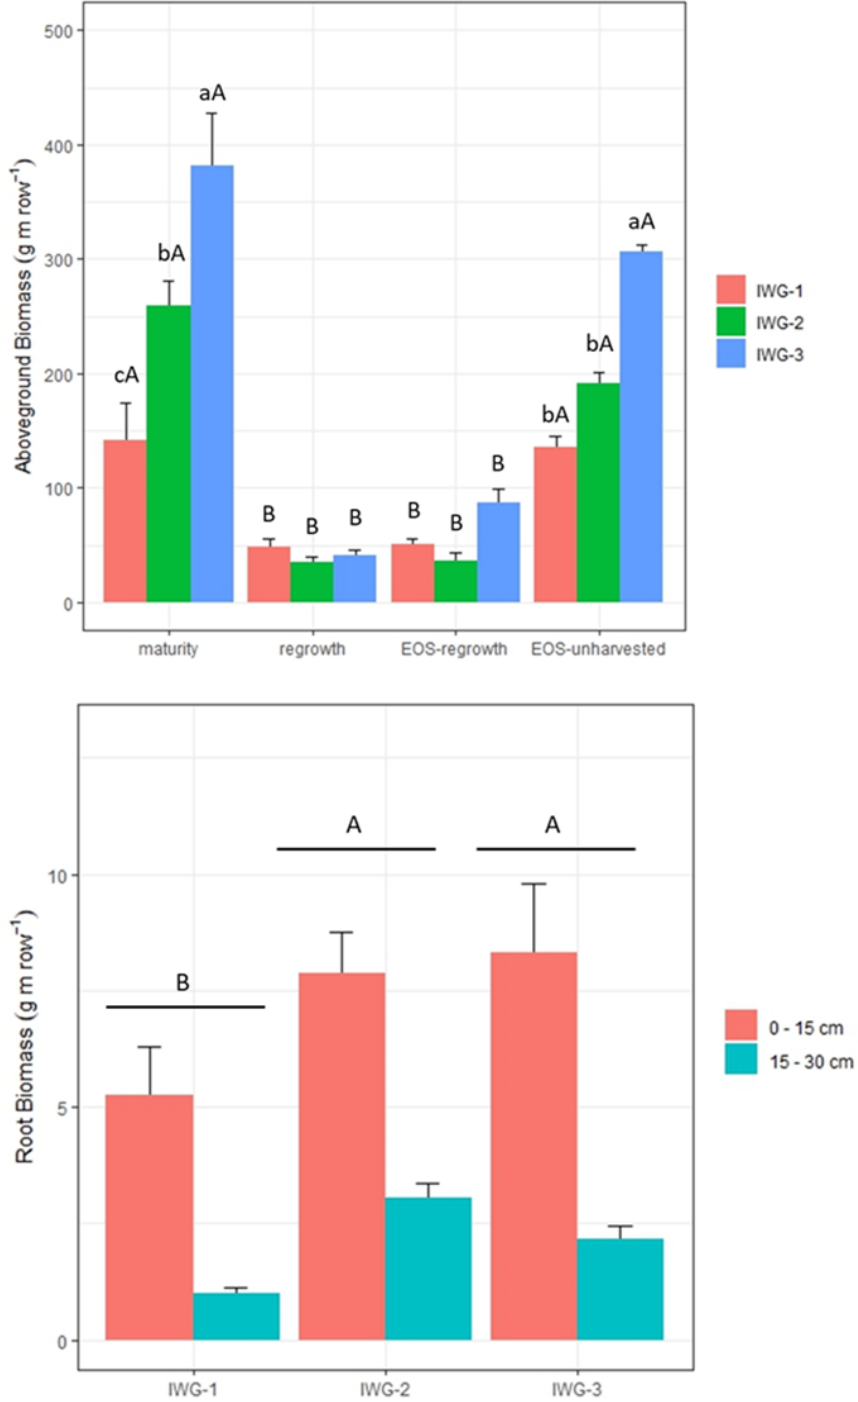 500
400
300
200
100
0
Aboveground Biomass (g m row⁻¹)
cA
bA
aA
B
B
B
B
B
B
bA
bA
aA
maturity
regrowth
EOS-regrowth
EOS-unharvested
IWG-1
IWG-2
IWG-3
10
5
0
Root Biomass (g m row⁻¹)
B
A
A
IWG-1
IWG-2
IWG-3
0 - 15 cm
15 - 30 cm